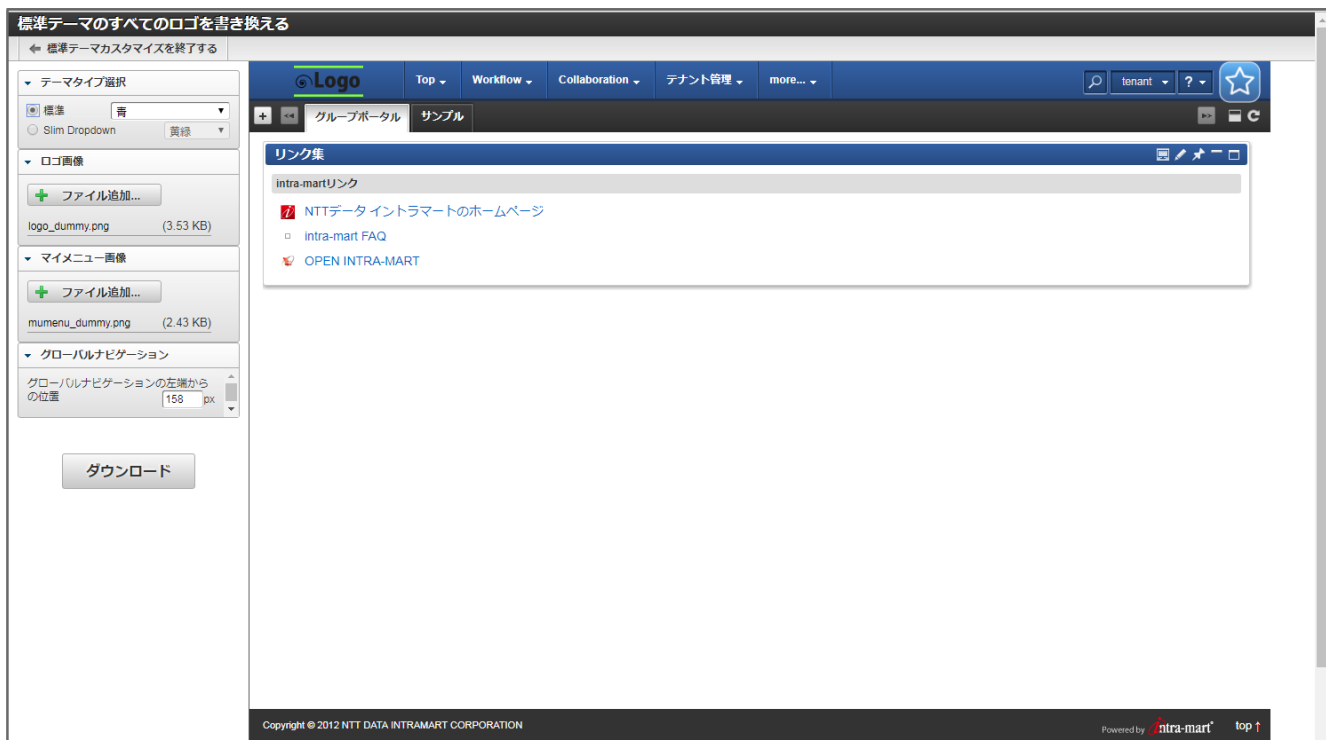 標準テーマのすべてのロゴを書き換える
標準テーマカスタマイズを終了する
テーマタイプ選択
標準 青
Slim Dropdown 黄緑
ロゴ画像
ファイル追加...
logo_dummy.png (3.53 KB)
マイメニュー画像
ファイル追加...
mumenu_dummy.png (2.43 KB)
グローバルナビゲーション
グローバルナビゲーションの左端から
の位置 158 px
ダウンロード
Logo Top Workflow Collaboration テナント管理 more... tenant ?
グループポータル サンプル
リンク集
intra-martリンク
NTTデータ イントラマートのホームページ
intra-mart FAQ
OPEN INTRA-MART
Copyright © 2012 NTT DATA INTRAMART CORPORATION Powered by intra-mart top↑